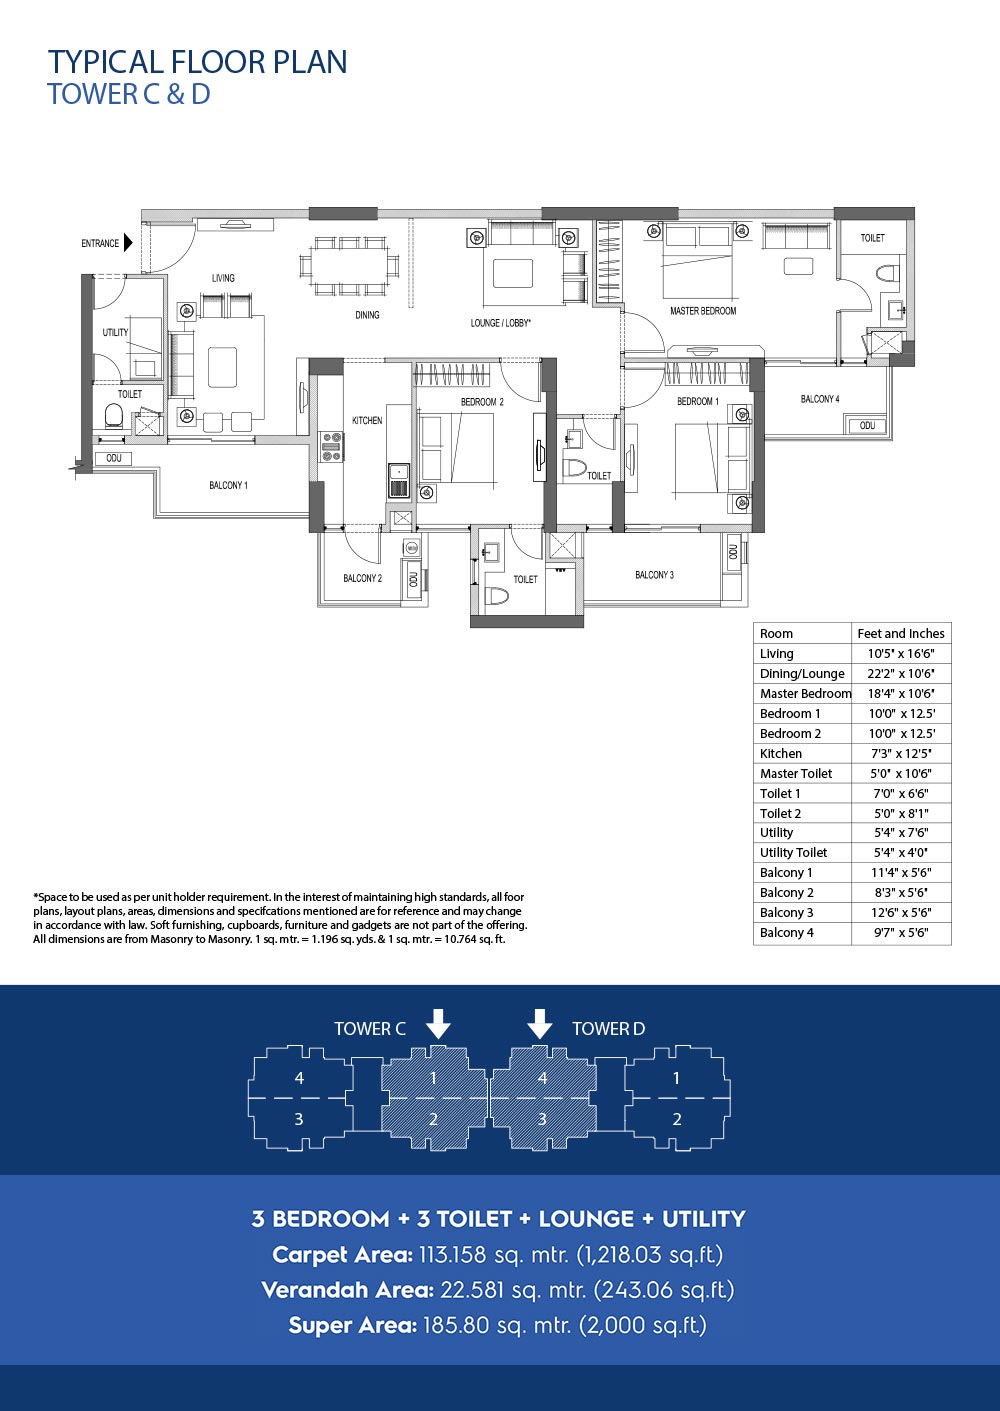 TYPICAL FLOOR PLAN
TOWER C & D
ENTRANCE
LIVING
DINING
LOUNGE / LOBBY*
MASTER BEDROOM
TOILET
UTILITY
TOILET
KITCHEN
BEDROOM 2
BEDROOM 1
BALCONY 4
ODU
ODU
BALCONY 1
TOILET
BALCONY 2
ODU
TOILET
BALCONY 3
ODU
Room Feet and Inches
Living 10'5" x 16'6"
Dining/Lounge 22'2" x 10'6"
Master Bedroom 18'4" x 10'6"
Bedroom 1 10'0" x 12.5'
Bedroom 2 10'0" x 12.5'
Kitchen 7'3" x 12'5"
Master Toilet 5'0" x 10'6"
Toilet 1 7'0" x 6'6"
Toilet 2 5'0" x 8'1"
Utility 5'4" x 7'6"
Utility Toilet 5'4" x 4'0"
Balcony 1 11'4" x 5'6"
Balcony 2 8'3" x 5'6"
Balcony 3 12'6" x 5'6"
Balcony 4 9'7" x 5'6"
*Space to be used as per unit holder requirement. In the interest of maintaining high standards, all foor
plans, layout plans, areas, dimensions and specifcations mentioned are for reference and may change
in accordance with law. Soft furnishing, cupboards, furniture and gadgets are not part of the offering.
All dimensions are from Masonry to Masonry. 1 sq. mtr. = 1.196 sq. yds. & 1 sq. mtr. = 10.764 sq. ft.
TOWER C TOWER D
4 1 4 1
3 2 3 2
3 BEDROOM + 3 TOILET + LOUNGE + UTILITY
Carpet Area: 113.158 sq. mtr. (1,218.03 sq.ft.)
Verandah Area: 22.581 sq. mtr. (243.06 sq.ft.)
Super Area: 185.80 sq. mtr. (2,000 sq.ft.)